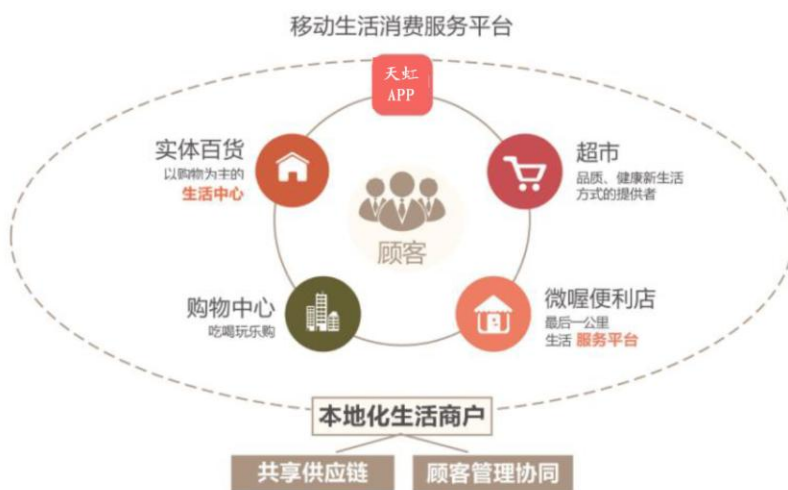 移动生活消费服务平台
天虹
APP
实体百货
以购物为主的
生活中心
超市
品质、健康新生活
方式的提供者
顾客
购物中心
吃喝玩乐购
微喔便利店
最后一公里
生活 服务平台
本地化生活商户
共享供应链
顾客管理协同